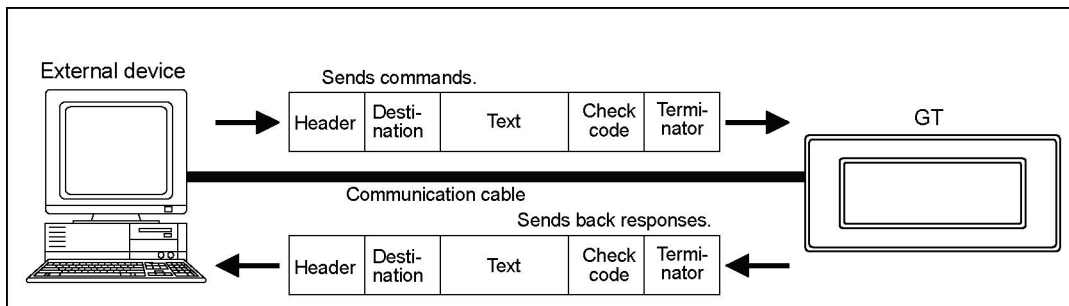 External device
Sends commands.
Header
Desti-
nation
Text
Check
code
Termi-
nator
GT
Communication cable
Sends back responses.
Header
Desti-
nation
Text
Check
code
Termi-
nator